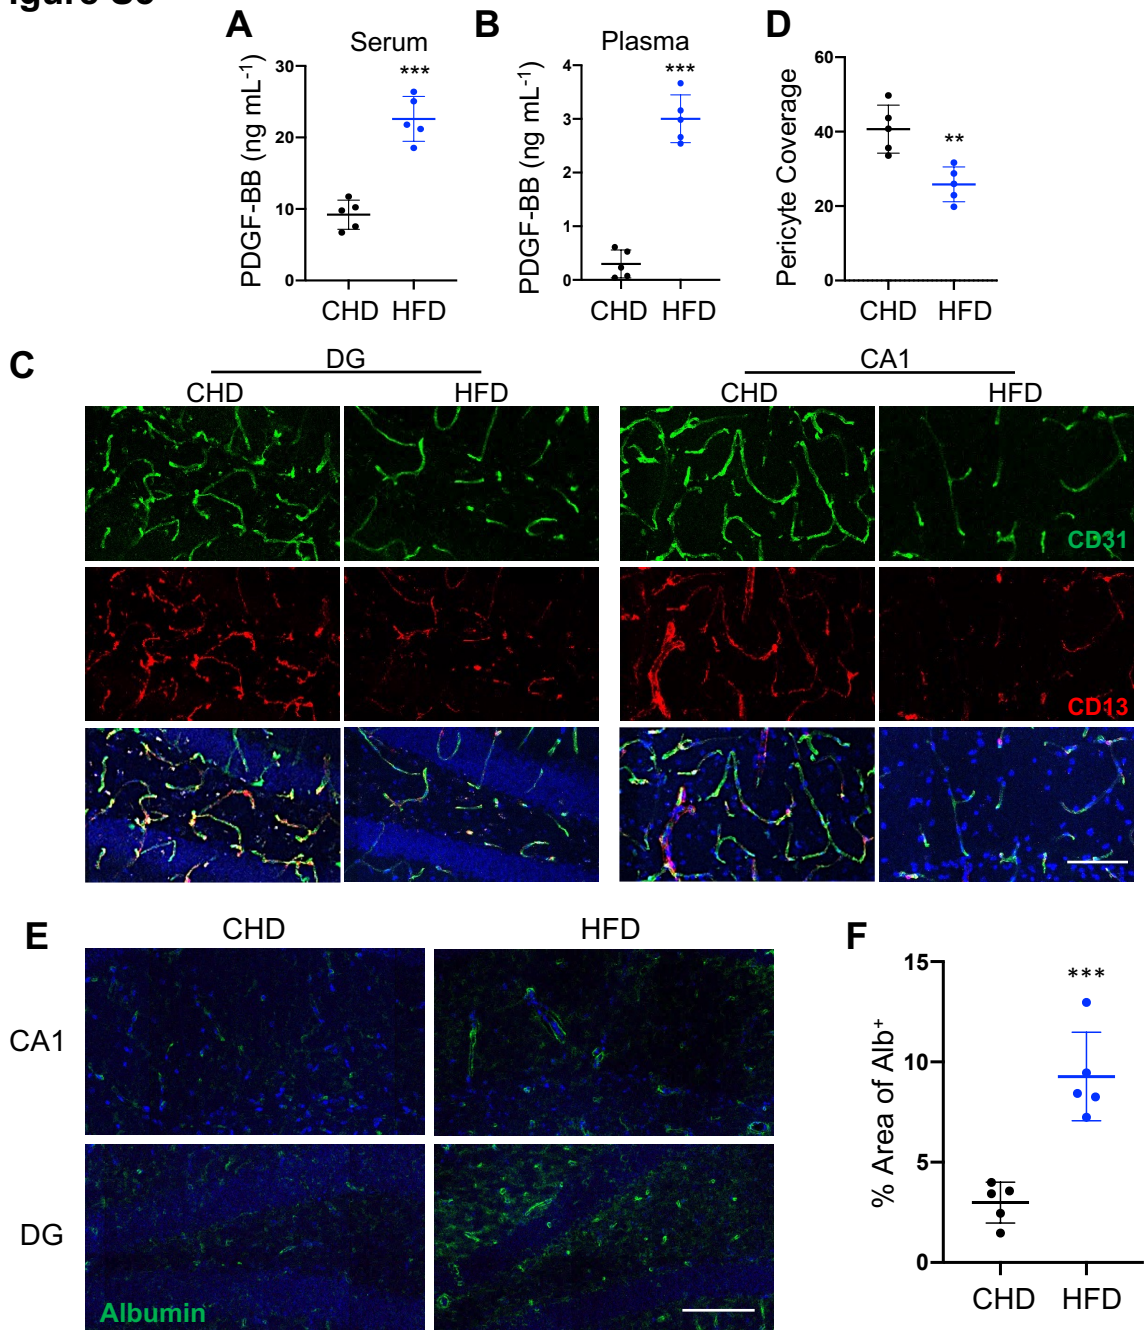 A
Serum
PDGF-BB (ng mL-1)
30
20
10
0
***
CHD HFD
B
Plasma
PDGF-BB (ng mL-1)
4
3
2
1
0
***
CHD HFD
D
Pericyte Coverage
60
40
20
0
**
CHD HFD
C
DG
CHD HFD
CA1
CHD HFD
CD31
CD13
E
CHD HFD
CA1
DG
Albumin
F
% Area of Alb+
15
10
5
0
***
CHD HFD